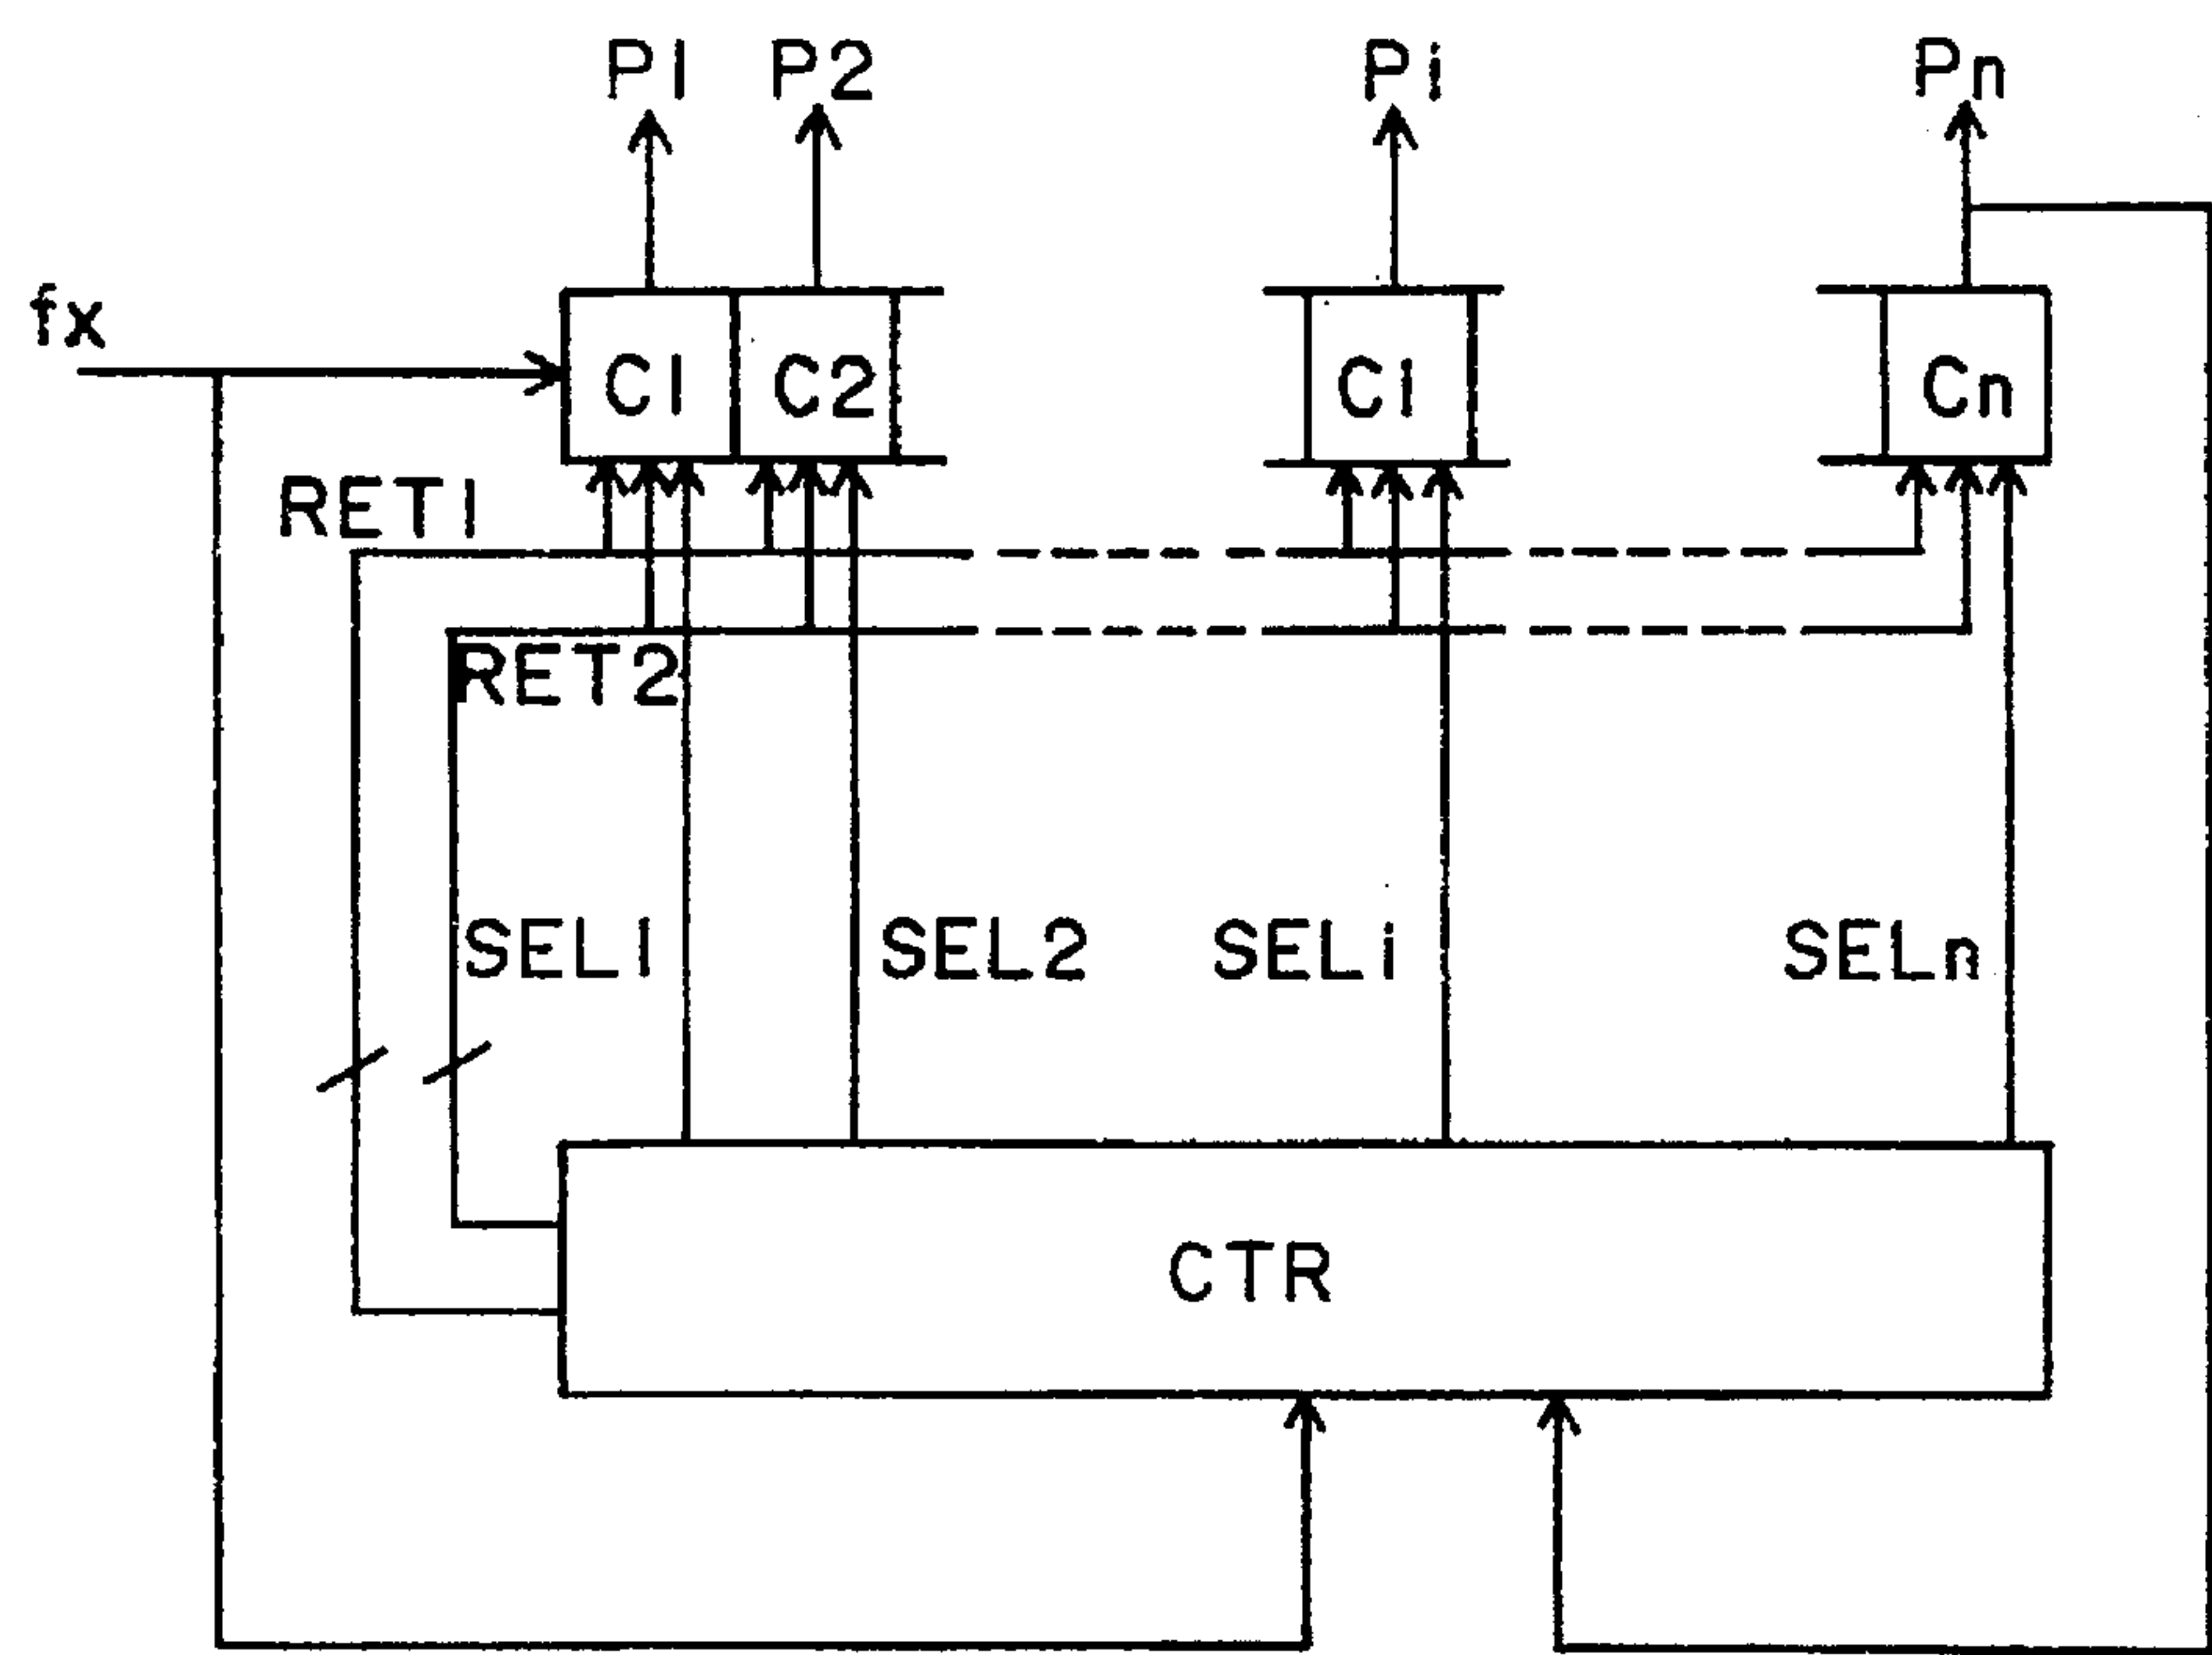 P1 P2 Pi Pn
fx
C1 C2 Ci Cn
RET1
RET2
SEL1 SEL2 SELi SELn
CTR